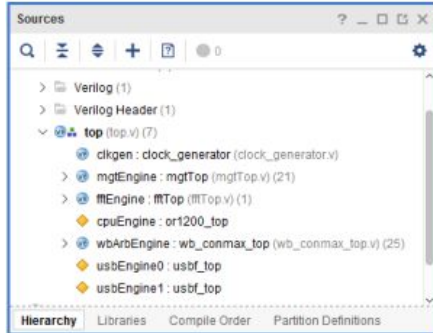 Sources
0
Verilog (1)
Verilog Header (1)
top (top.v) (7)
clkgen : clock_generator (clock_generator.v)
mgtEngine : mgtTop (mgtTop.v) (21)
fftEngine : fftTop (fftTop.v) (1)
cpuEngine : or1200_top
wbArbEngine : wb_conmax_top (wb_conmax_top.v) (25)
usbEngine0 : usbf_top
usbEngine1 : usbf_top
Hierarchy Libraries Compile Order Partition Definitions